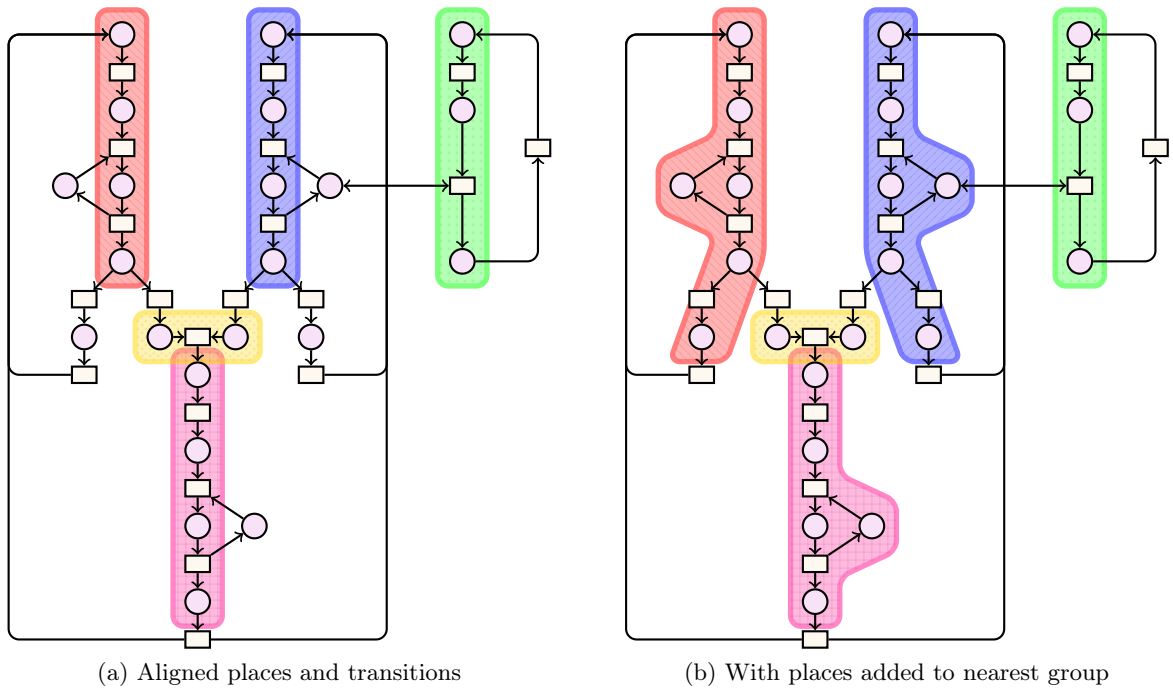 (a) Aligned places and transitions
(b) With places added to nearest group